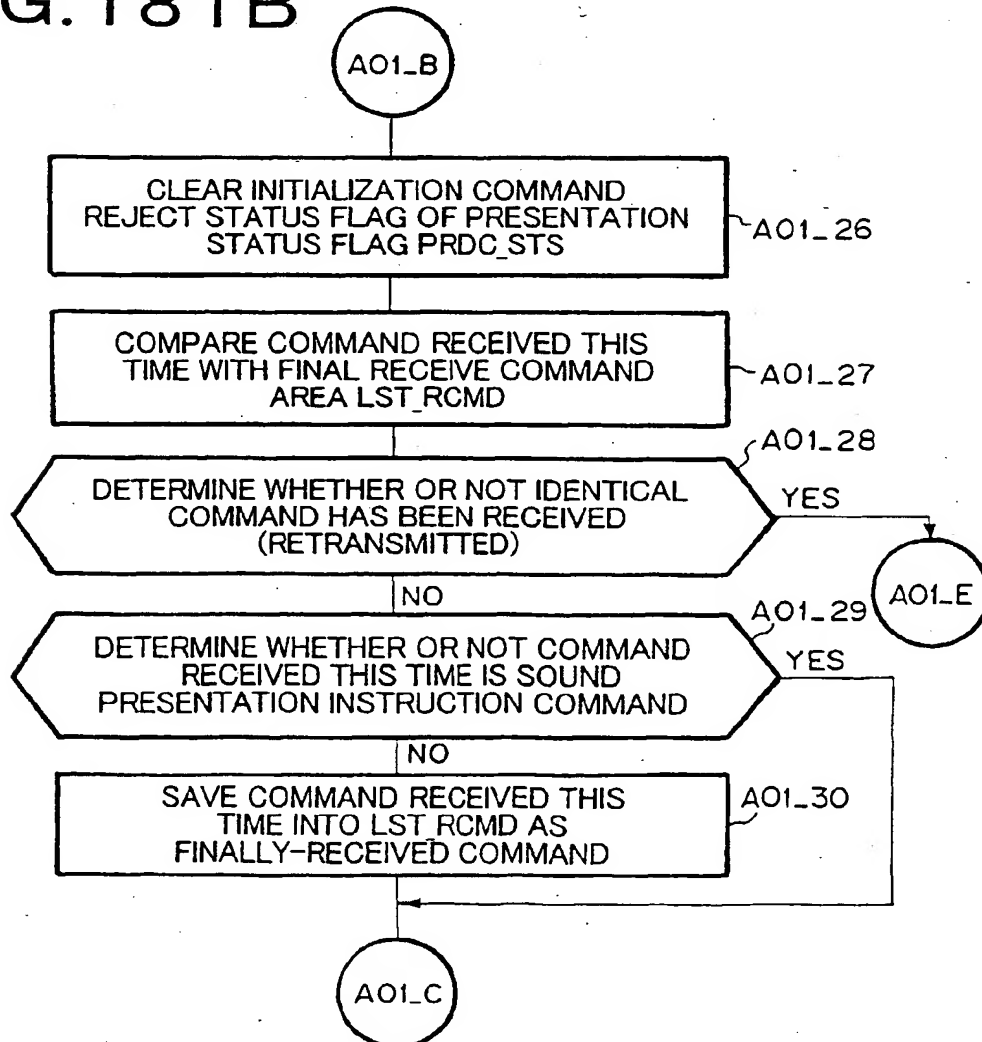 G. 181B
A01_B
CLEAR INITIALIZATION COMMAND
REJECT STATUS FLAG OF PRESENTATION
STATUS FLAG PRDC_STS
A01_26
COMPARE COMMAND RECEIVED THIS
TIME WITH FINAL RECEIVE COMMAND
AREA LST_RCMD
A01_27
A01_28
DETERMINE WHETHER OR NOT IDENTICAL
COMMAND HAS BEEN RECEIVED
(RETRANSMITTED)
YES
A01_E
NO
A01_29
DETERMINE WHETHER OR NOT COMMAND
RECEIVED THIS TIME IS SOUND
PRESENTATION INSTRUCTION COMMAND
YES
NO
SAVE COMMAND RECEIVED THIS
TIME INTO LST_RCMD AS
FINALLY-RECEIVED COMMAND
A01_30
A01_C